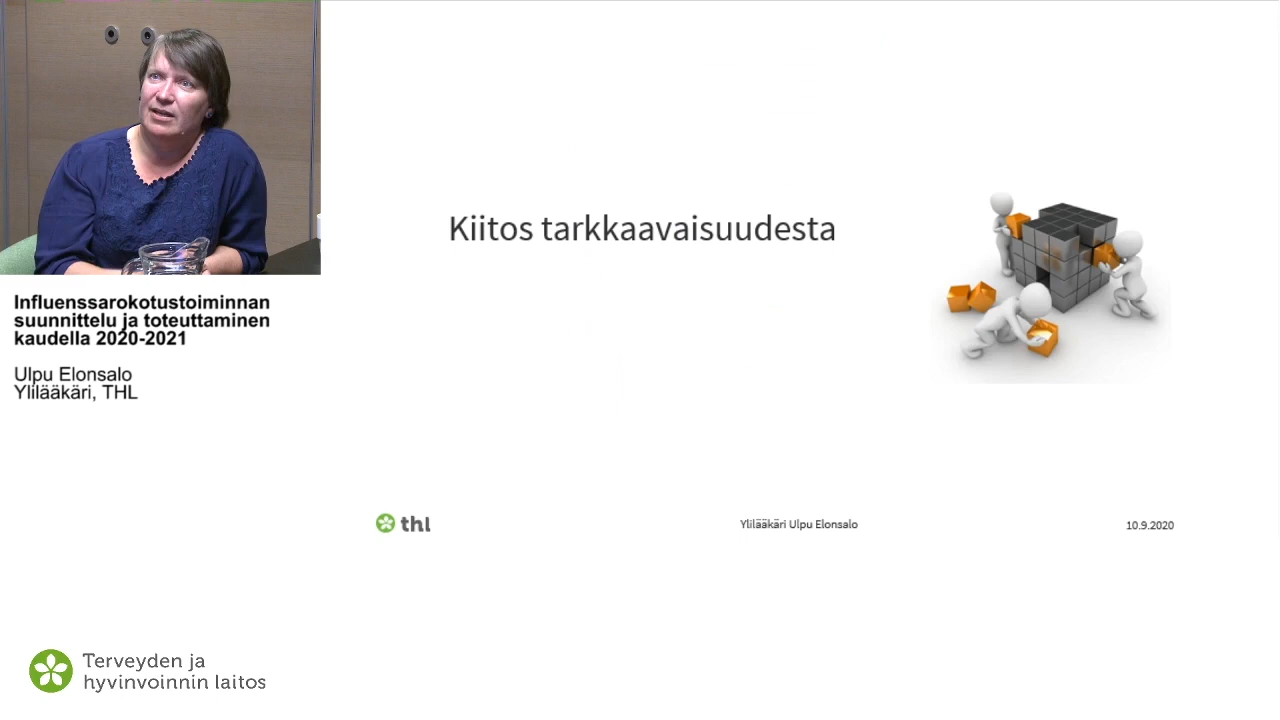 Influenssarokotustoiminnan
suunnittelu ja toteuttaminen
kaudella 2020-2021
Ulpu Elonsalo
Ylilääkäri, THL
Kiitos tarkkaavaisuudesta
thl
Ylilääkäri Ulpu Elonsalo
10.9.2020
Terveyden ja
hyvinvoinnin laitos